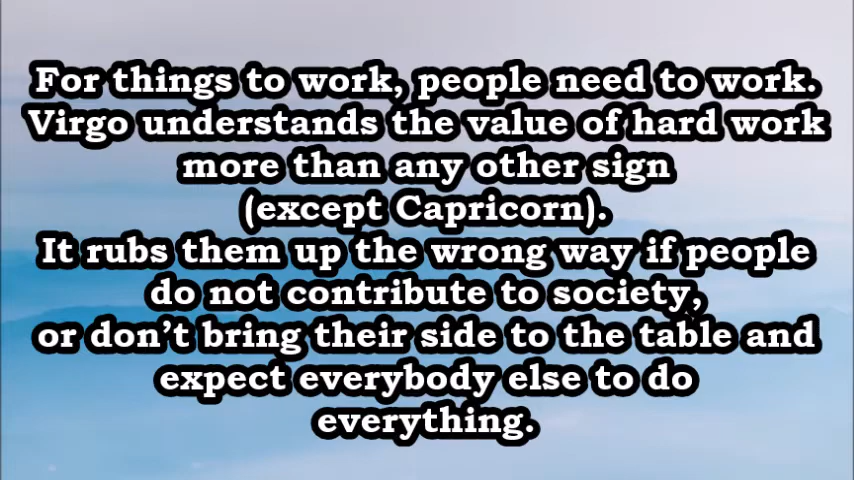 For things to work, people need to work.
Virgo understands the value of hard work
more than any other sign
(except Capricorn).
It rubs them up the wrong way if people
do not contribute to society,
or don’t bring their side to the table and
expect everybody else to do
everything.